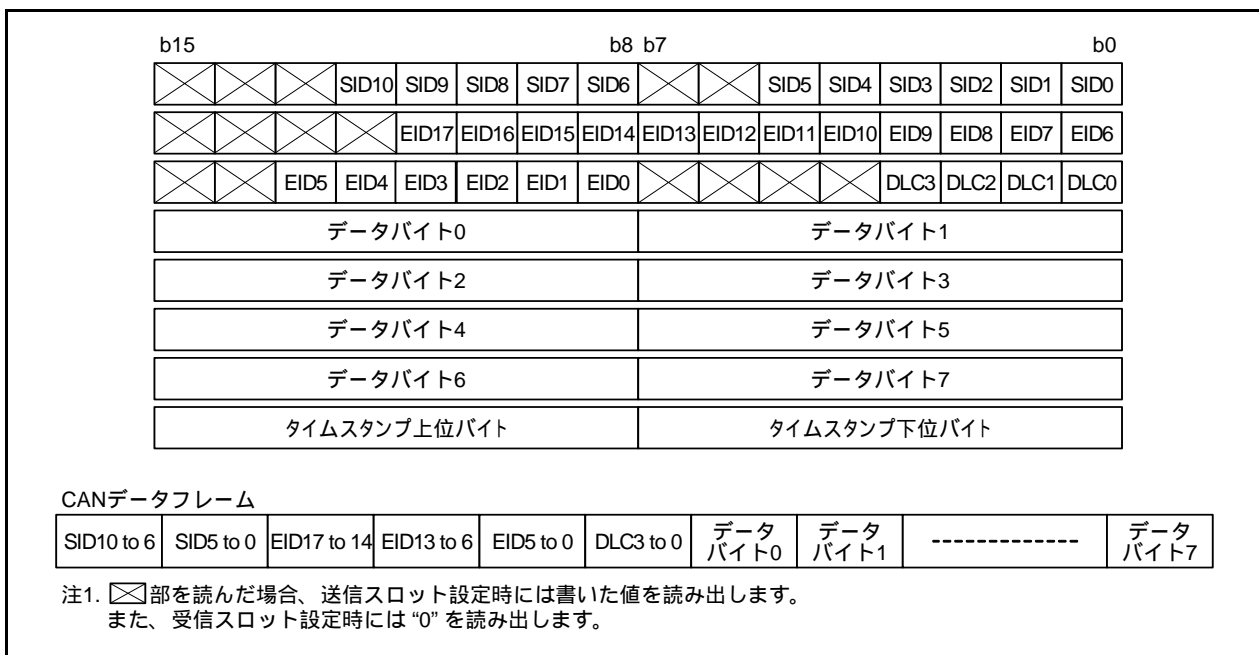 b15 b8 b7 b0
SID10 SID9 SID8 SID7 SID6 SID5 SID4 SID3 SID2 SID1 SID0
EID17 EID16 EID15 EID14 EID13 EID12 EID11 EID10 EID9 EID8 EID7 EID6
EID5 EID4 EID3 EID2 EID1 EID0 DLC3 DLC2 DLC1 DLC0
データバイト0 データバイト1
データバイト2 データバイト3
データバイト4 データバイト5
データバイト6 データバイト7
タイムスタンプ上位バイト タイムスタンプ下位バイト
CANデータフレーム
SID10 to 6 SID5 to 0 EID17 to 14 EID13 to 6 EID5 to 0 DLC3 to 0 データバイト0 データバイト1 ------------- データバイト7
注1. 部を読んだ場合、送信スロット設定時には書いた値を読み出します。
また、受信スロット設定時には “0” を読み出します。